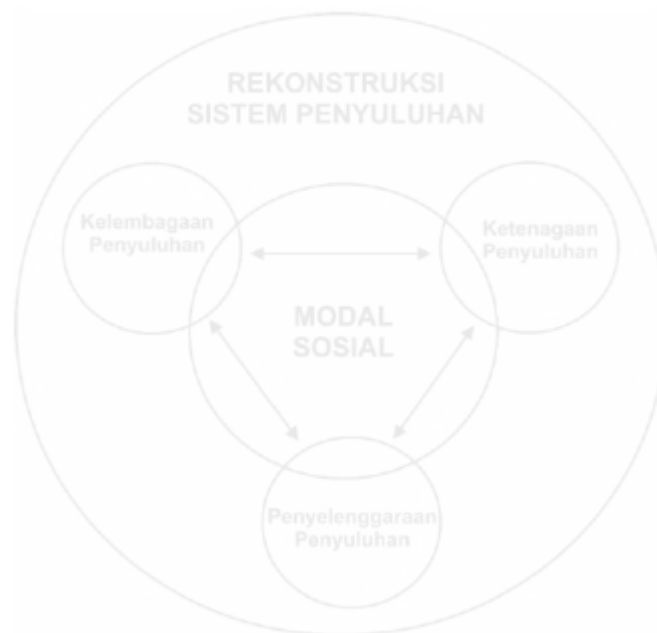 REKONSTRUKSI
SISTEM PENYULUHAN
Kelembagaan
Penyuluhan
Ketenagaan
Penyuluhan
MODAL
SOSIAL
Penyelenggaraan
Penyuluhan